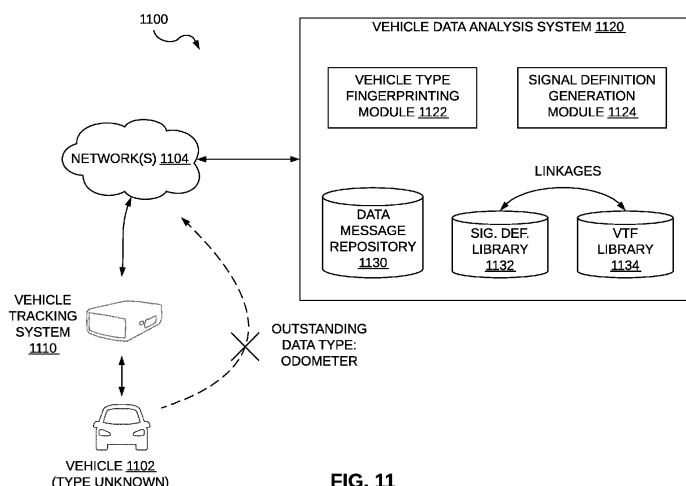 1100
VEHICLE DATA ANALYSIS SYSTEM 1120
VEHICLE TYPE
FINGERPRINTING
MODULE 1122
SIGNAL DEFINITION
GENERATION
MODULE 1124
NETWORK(S) 1104
LINKAGES
DATA
MESSAGE
REPOSITORY
1130
SIG. DEF.
LIBRARY
1132
VTF
LIBRARY
1134
VEHICLE
TRACKING
SYSTEM
1110
OUTSTANDING
DATA TYPE:
ODOMETER
VEHICLE 1102
(TYPE UNKNOWN)
FIG. 11